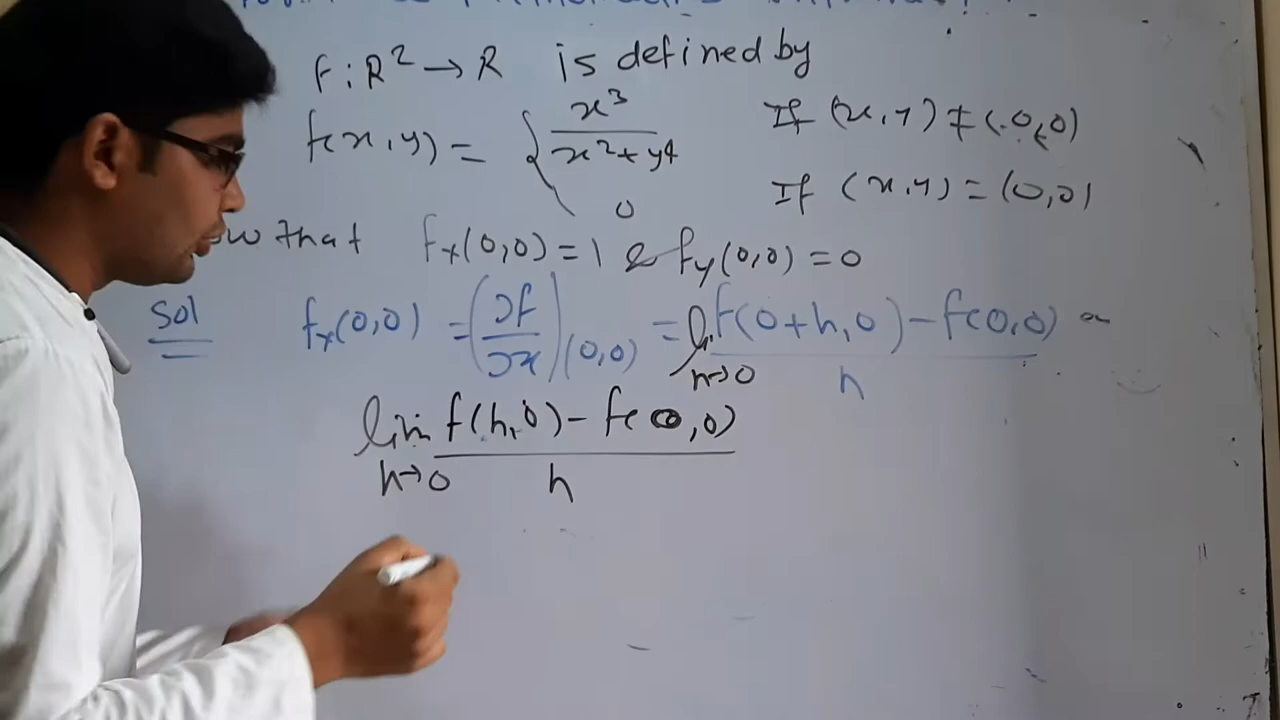 f : R² → R is defined by
f(x,y) = { x³ / x²+y4 If (x,y) ≠ (0,0)
0 If (x,y) = (0,0)
ow that fx(0,0) = 1 & fy(0,0) = 0
Sol fx(0,0) = (∂f/∂x)(0,0) = h→0 f(0+h,0) - f(0,0) / h
lim h→0 f(h,0) - f(0,0) / h